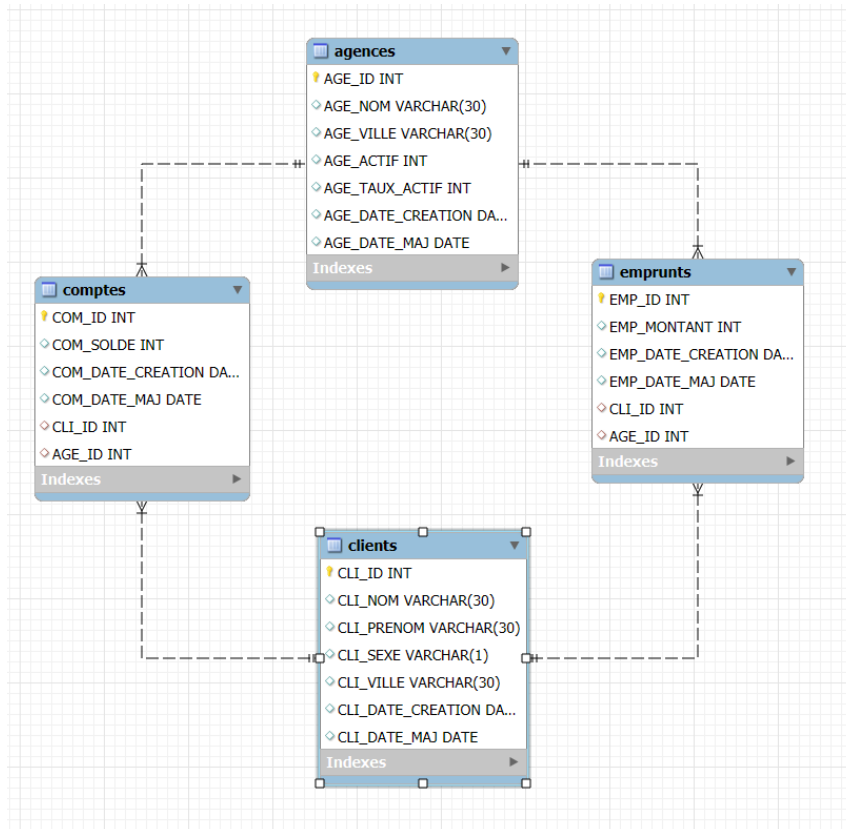 agences
AGE_ID INT
AGE_NOM VARCHAR(30)
AGE_VILLE VARCHAR(30)
AGE_ACTIF INT
AGE_TAUX_ACTIF INT
AGE_DATE_CREATION DA...
AGE_DATE_MAJ DATE
Indexes
comptes
COM_ID INT
COM_SOLDE INT
COM_DATE_CREATION DA...
COM_DATE_MAJ DATE
CLI_ID INT
AGE_ID INT
Indexes
emprunts
EMP_ID INT
EMP_MONTANT INT
EMP_DATE_CREATION DA...
EMP_DATE_MAJ DATE
CLI_ID INT
AGE_ID INT
Indexes
clients
CLI_ID INT
CLI_NOM VARCHAR(30)
CLI_PRENOM VARCHAR(30)
CLI_SEXE VARCHAR(1)
CLI_VILLE VARCHAR(30)
CLI_DATE_CREATION DA...
CLI_DATE_MAJ DATE
Indexes